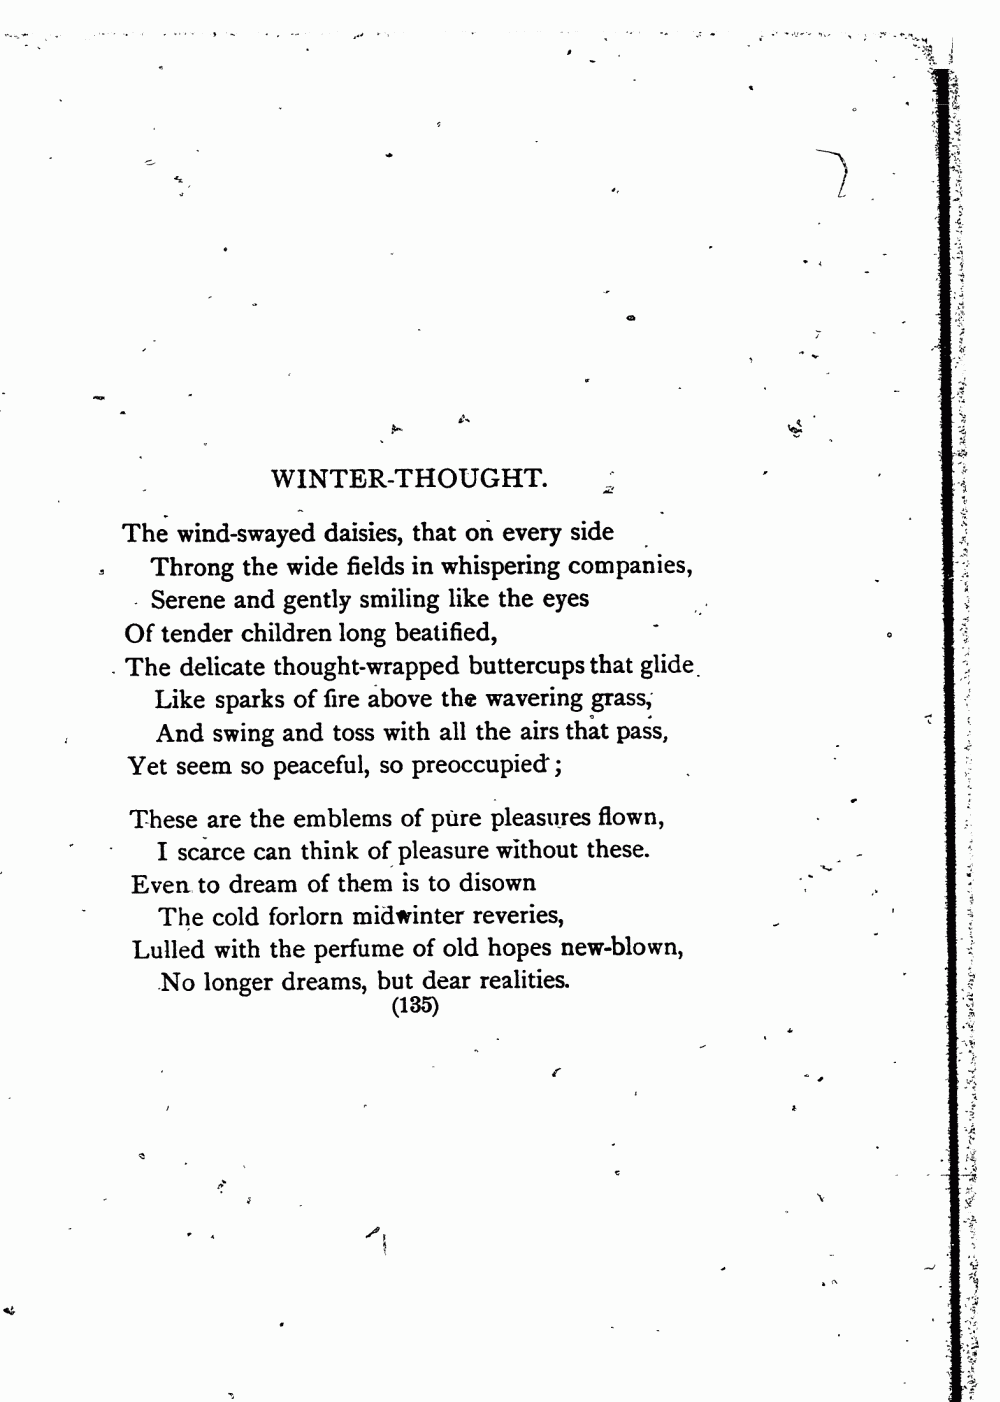 WINTER-THOUGHT.
The wind-swayed daisies, that on every side
Throng the wide fields in whispering companies,
Serene and gently smiling like the eyes
Of tender children long beatified,
The delicate thought-wrapped buttercups that glide
Like sparks of fire above the wavering grass,
And swing and toss with all the airs that pass,
Yet seem so peaceful, so preoccupied;
These are the emblems of pure pleasures flown,
I scarce can think of pleasure without these.
Even to dream of them is to disown
The cold forlorn midwinter reveries,
Lulled with the perfume of old hopes new-blown,
No longer dreams, but dear realities.
(135)